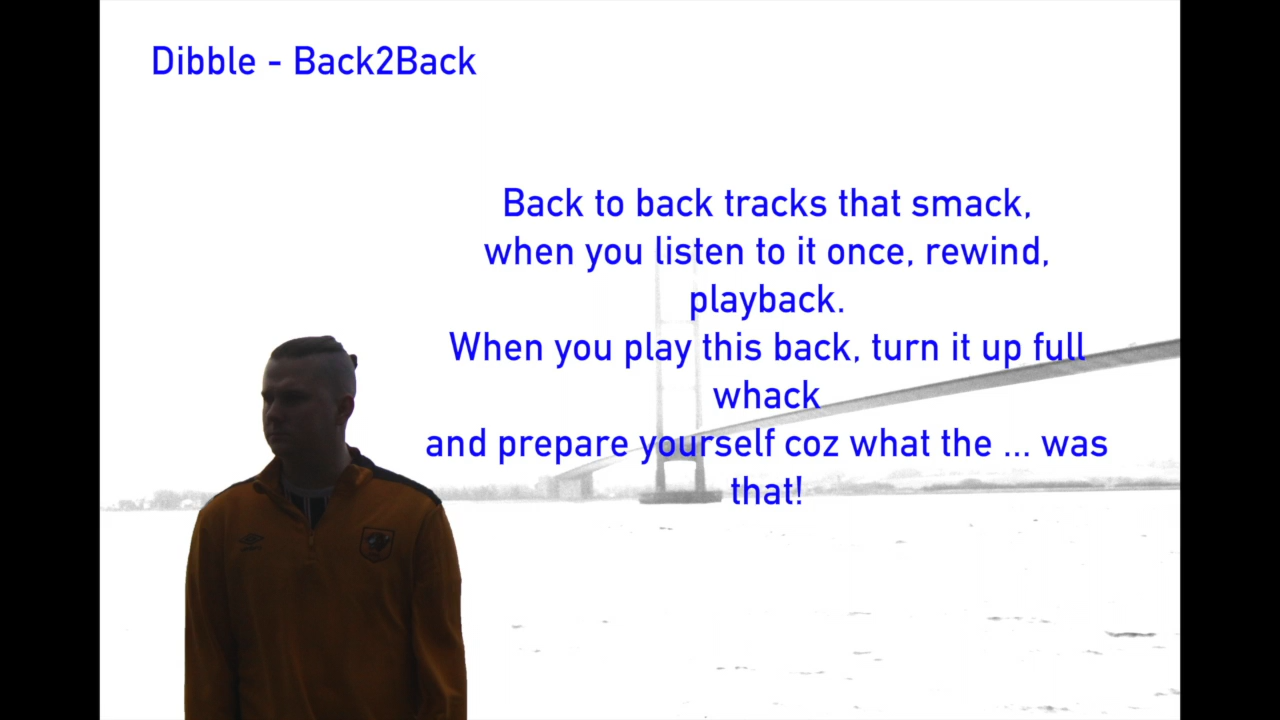 Dibble - Back2Back
Back to back tracks that smack,
when you listen to it once, rewind,
playback.
When you play this back, turn it up full
whack
and prepare yourself coz what the ... was
that!